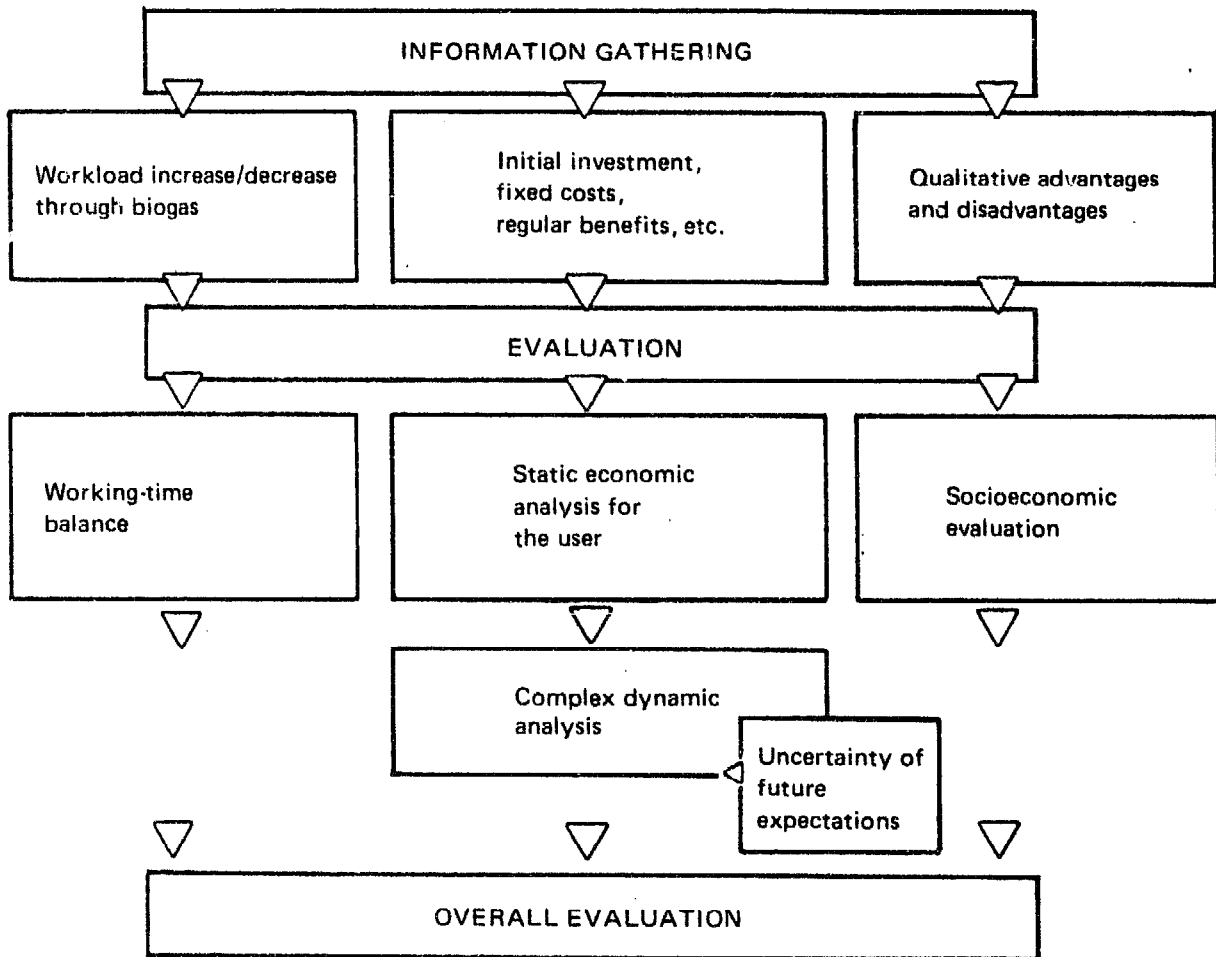 INFORMATION GATHERING
Workload increase/decrease
through biogas
Initial investment,
fixed costs,
regular benefits, etc.
Qualitative advantages
and disadvantages
EVALUATION
Working-time
balance
Static economic
analysis for
the user
Socioeconomic
evaluation
Complex dynamic
analysis
Uncertainty of
future
expectations
OVERALL EVALUATION